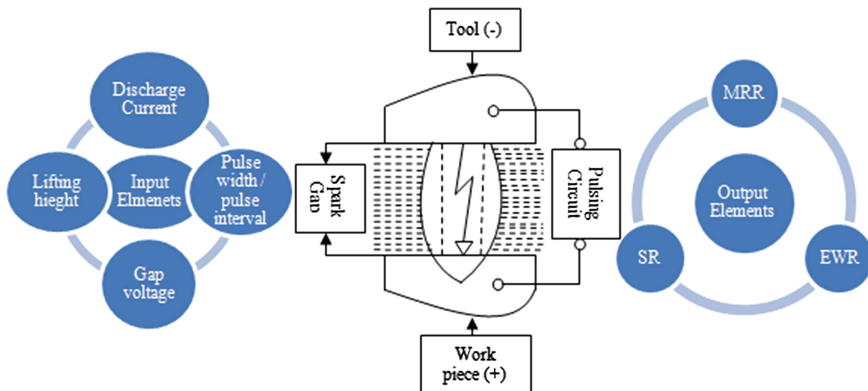 Tool (-)
Discharge
Current
Lifting
hieght
Input
Elmenets
Pulse
width /
pulse
interval
Gap
voltage
Spark
Gap
Pulsing
Circuit
Work
piece (+)
MRR
Output
Elements
SR
EWR